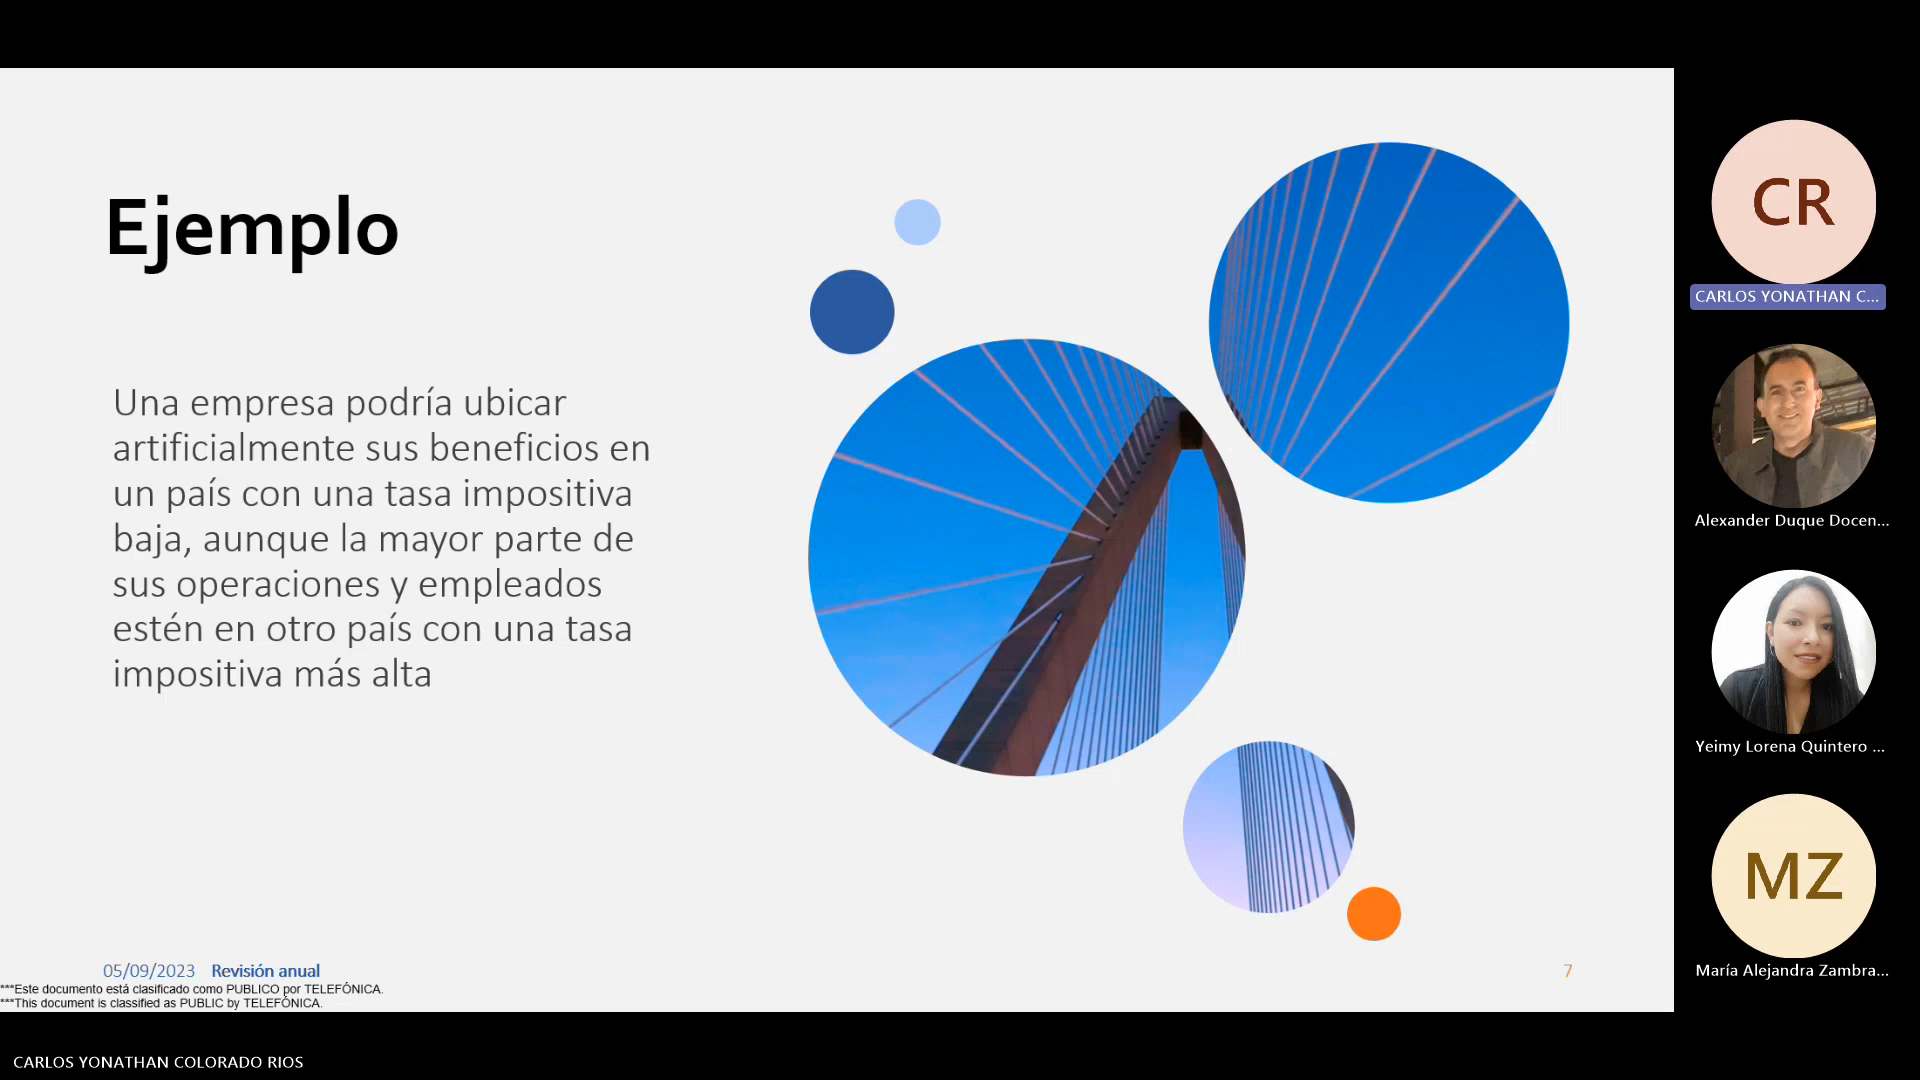 Ejemplo
Una empresa podría ubicar
artificialmente sus beneficios en
un país con una tasa impositiva
baja, aunque la mayor parte de
sus operaciones y empleados
estén en otro país con una tasa
impositiva más alta
05/09/2023 Revisión anual
7
***Este documento está clasificado como PUBLICO por TELEFÓNICA.
***This document is classified as PUBLIC by TELEFÓNICA.
CR
CARLOS YONATHAN C...
Alexander Duque Docen...
Yeimy Lorena Quintero ...
MZ
María Alejandra Zambra...
CARLOS YONATHAN COLORADO RIOS